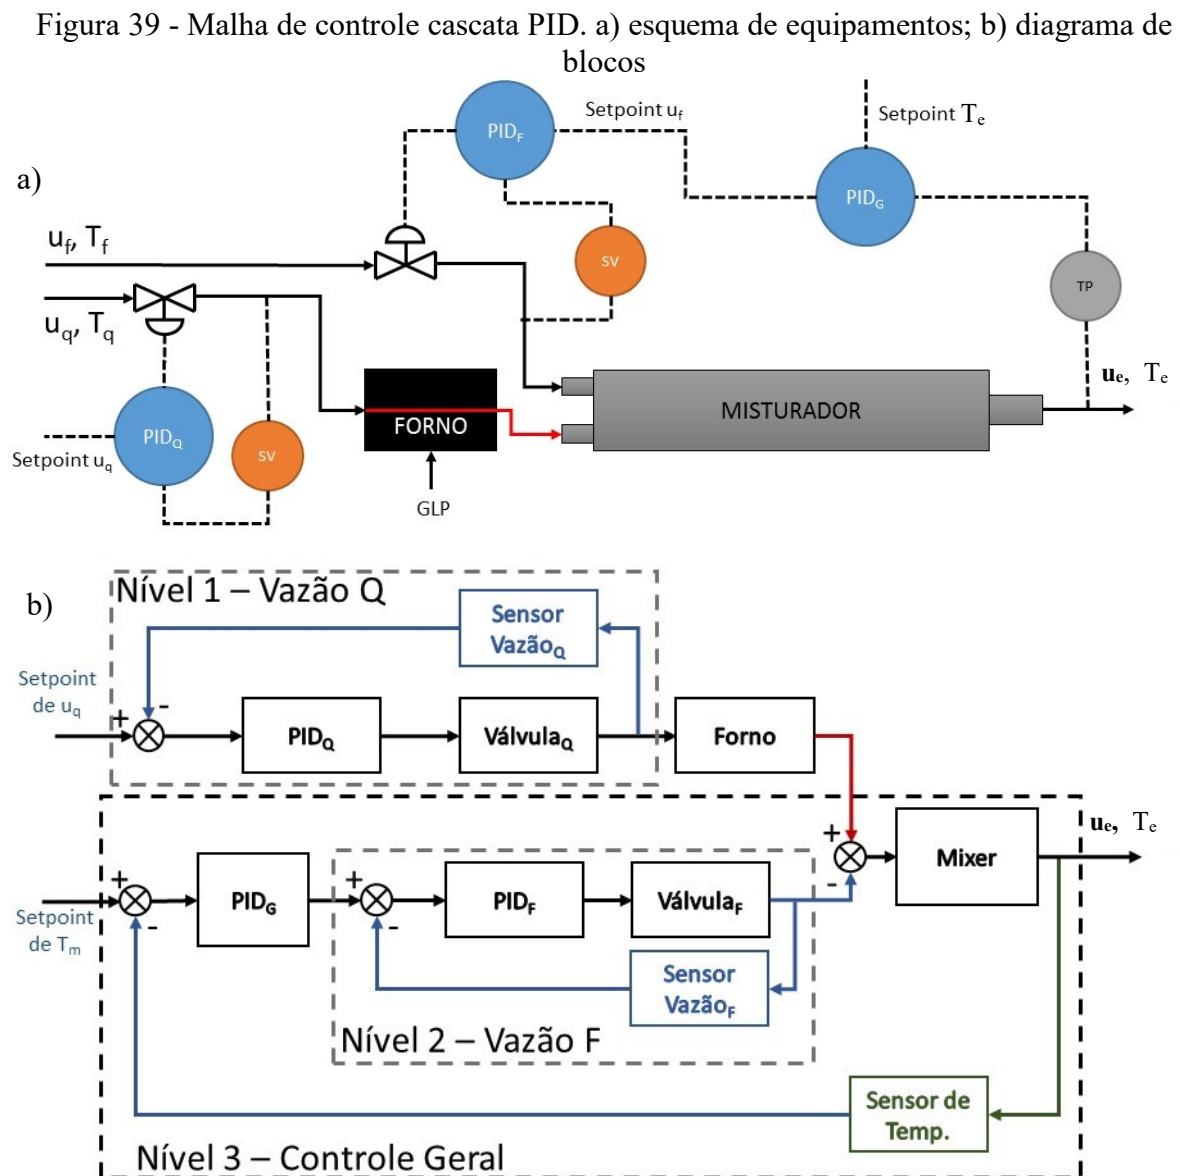 Figura 39 - Malha de controle cascata PID. a) esquema de equipamentos; b) diagrama de
blocos
a)
Setpoint uf
Setpoint Te
PIDF
PIDG
uf, Tf
SV
TP
uq, Tq
ue, Te
MISTURADOR
FORNO
PIDQ
SV
Setpoint uq
GLP
b)
Nível 1 – Vazão Q
Sensor
VazãoQ
Setpoint
de uq
+
-
PIDQ
VálvulaQ
Forno
+
-
Mixer
ue, Te
+
-
PIDG
+
-
PIDF
VálvulaF
Setpoint
de Tm
Sensor
VazãoF
Nível 2 – Vazão F
Sensor de
Temp.
Nível 3 – Controle Geral